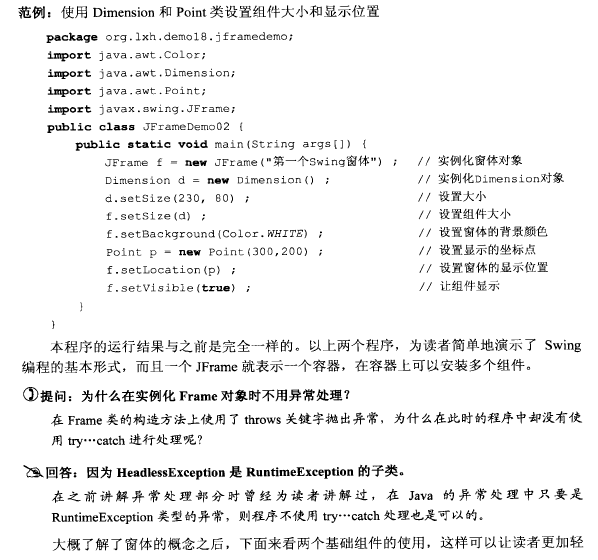 范例：使用 Dimension 和 Point 类设置组件大小和显示位置
package org.lxh.demo18.jframedemo;
import java.awt.Color;
import java.awt.Dimension;
import java.awt.Point;
import javax.swing.JFrame;
public class JFrameDemo02 {
public static void main(String args[]) {
JFrame f = new JFrame("第一个Swing窗体") ; // 实例化窗体对象
Dimension d = new Dimension() ; // 实例化Dimension对象
d.setSize(230, 80) ; // 设置大小
f.setSize(d) ; // 设置组件大小
f.setBackground(Color.WHITE) ; // 设置窗体的背景颜色
Point p = new Point(300,200) ; // 设置显示的坐标点
f.setLocation(p) ; // 设置窗体的显示位置
f.setVisible(true) ; // 让组件显示
}
}
本程序的运行结果与之前是完全一样的。以上两个程序，为读者简单地演示了 Swing
编程的基本形式，而且一个 JFrame 就表示一个容器，在容器上可以安装多个组件。
提问：为什么在实例化 Frame 对象时不用异常处理？
在 Frame 类的构造方法上使用了 throws 关键字抛出异常，为什么在此时的程序中却没有使
用 try…catch 进行处理呢？
回答：因为 HeadlessException 是 RuntimeException 的子类。
在之前讲解异常处理部分时曾经为读者讲解过，在 Java 的异常处理中只要是
RuntimeException 类型的异常，则程序不使用 try…catch 处理也是可以的。
大概了解了窗体的概念之后，下面来看两个基础组件的使用，这样可以让读者更加轻